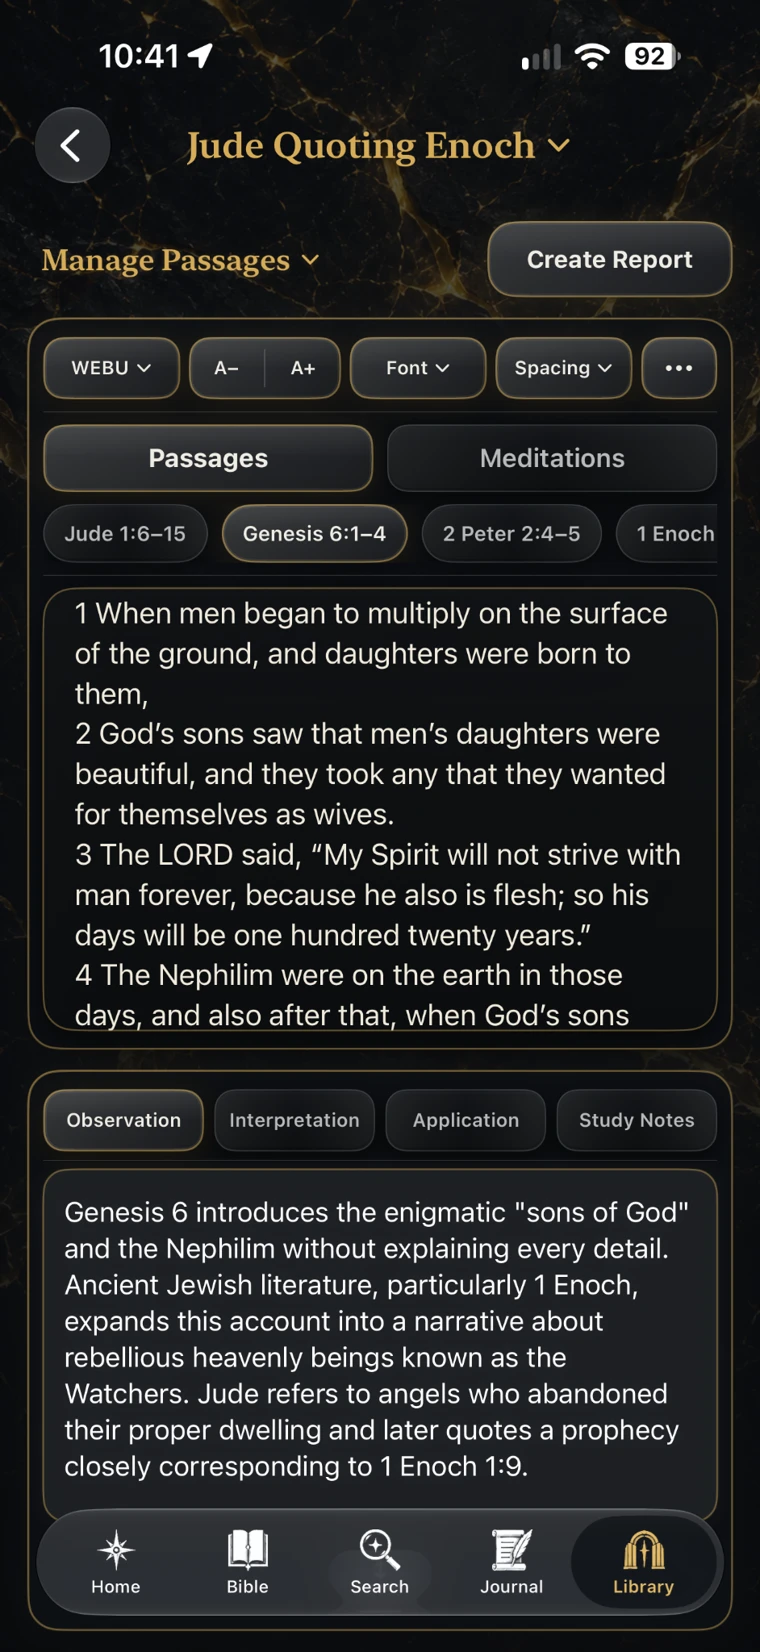 10:41
92
Jude Quoting Enoch
Manage Passages
Create Report
WEBU
A–
A+
Font
Spacing
Passages
Meditations
Jude 1:6–15
Genesis 6:1–4
2 Peter 2:4–5
1 Enoch
1 When men began to multiply on the surface
of the ground, and daughters were born to
them,
2 God’s sons saw that men’s daughters were
beautiful, and they took any that they wanted
for themselves as wives.
3 The LORD said, “My Spirit will not strive with
man forever, because he also is flesh; so his
days will be one hundred twenty years.”
4 The Nephilim were on the earth in those
days, and also after that, when God’s sons
Observation
Interpretation
Application
Study Notes
Genesis 6 introduces the enigmatic "sons of God"
and the Nephilim without explaining every detail.
Ancient Jewish literature, particularly 1 Enoch,
expands this account into a narrative about
rebellious heavenly beings known as the
Watchers. Jude refers to angels who abandoned
their proper dwelling and later quotes a prophecy
closely corresponding to 1 Enoch 1:9.
Home
Bible
Search
Journal
Library